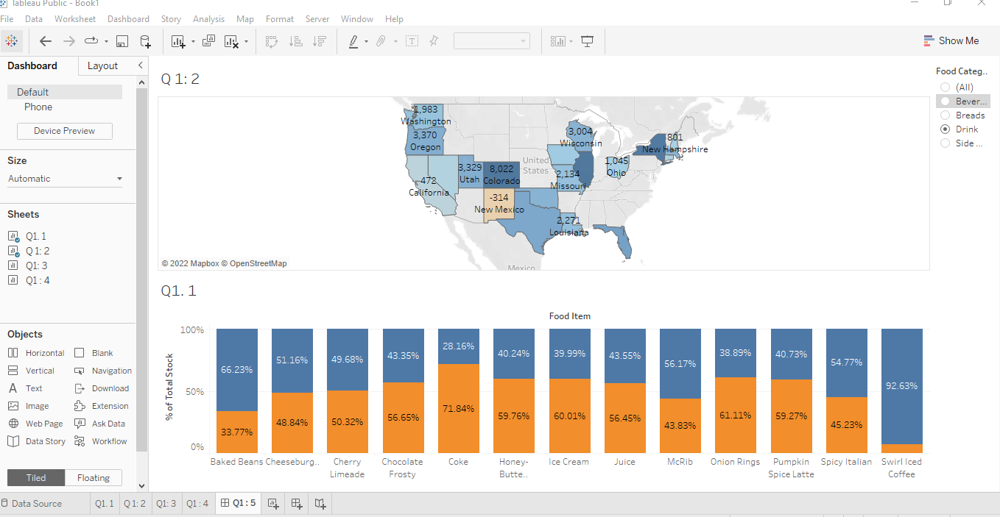 Tableau Public - Book1
File Data Worksheet Dashboard Story Analysis Map Format Server Window Help
Show Me
Dashboard Layout
Default
Phone
Device Preview
Size
Automatic
Sheets
Q1. 1
Q 1: 2
Q1: 3
Q1 : 4
Objects
Horizontal Blank
Vertical Navigation
Text Download
Image Extension
Web Page Ask Data
Data Story Workflow
Tiled Floating
Q 1: 2
1,983
Washington
3,370
Oregon
3,004
Wisconsin
801
New Hampshire
United
States
1,045
Ohio
3,329
Utah
8,022
Colorado
2,134
Missouri
-472
California
-314
New Mexico
2,271
Louisiana
Mexico
© 2022 Mapbox © OpenStreetMap
Food Categ..
(All)
Bever...
Breads
Drink
Side ...
Q1. 1
Food Item
% of Total Stock
100%
50%
0%
66.23% 51.16% 49.68% 43.35% 28.16% 40.24% 39.99% 43.55% 56.17% 38.89% 40.73% 54.77% 92.63%
33.77% 48.84% 50.32% 56.65% 71.84% 59.76% 60.01% 56.45% 43.83% 61.11% 59.27% 45.23%
Baked Beans Cheeseburg.. Cherry Chocolate Coke Honey- Ice Cream Juice McRib Onion Rings Pumpkin Spicy Italian Swirl Iced
Limeade Frosty Butte.. Spice Latte Coffee
Data Source Q1. 1 Q 1: 2 Q1: 3 Q1 : 4 Q1 : 5